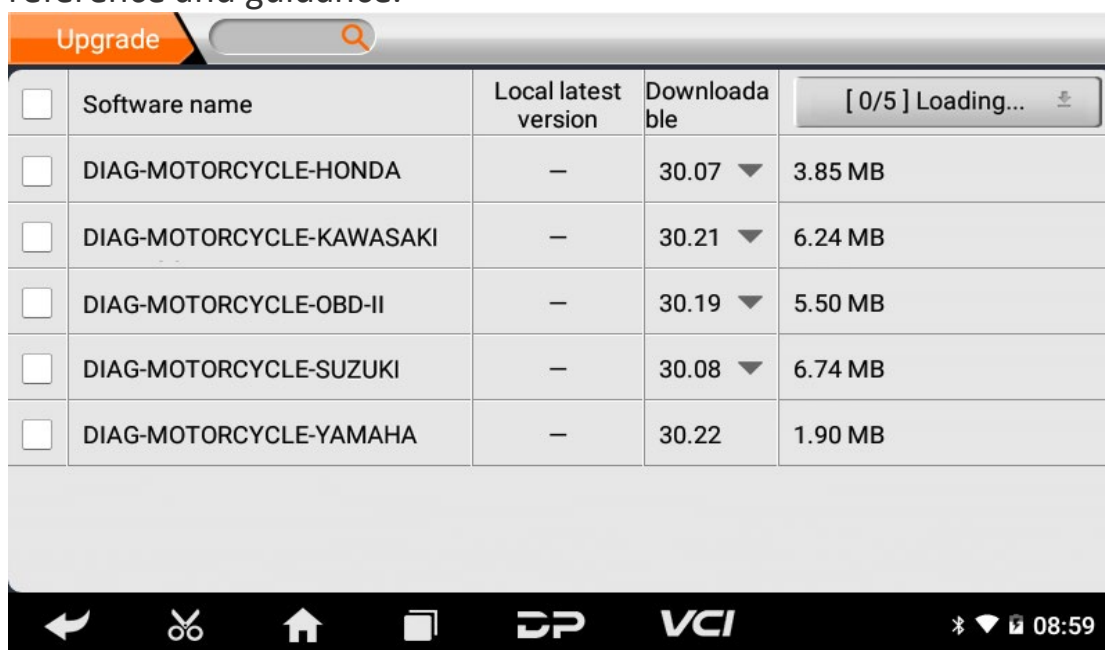 reference and guidance.
Upgrade
Software name
Local latest version
Downloadable
[ 0/5 ] Loading...
DIAG-MOTORCYCLE-HONDA — 30.07 3.85 MB
DIAG-MOTORCYCLE-KAWASAKI — 30.21 6.24 MB
DIAG-MOTORCYCLE-OBD-II — 30.19 5.50 MB
DIAG-MOTORCYCLE-SUZUKI — 30.08 6.74 MB
DIAG-MOTORCYCLE-YAMAHA — 30.22 1.90 MB
DP VCI 08:59